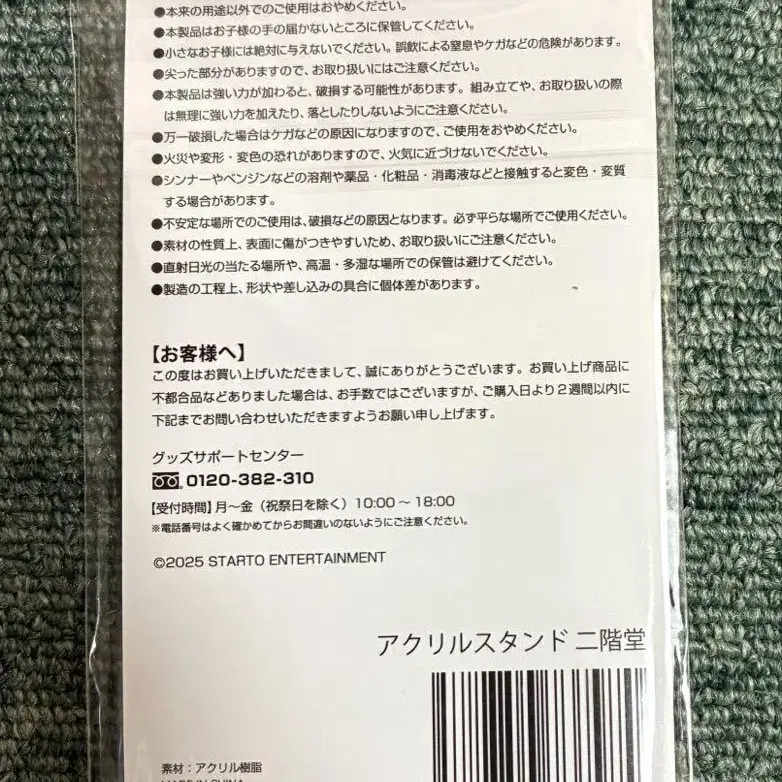 ●本来の用途以外でのご使用はおやめください。
●本製品はお子様の手の届かないところに保管してください。
●小さなお子様には絶対に与えないでください。誤飲による窒息やケガなどの危険があります。
●尖った部分がありますので、お取り扱いにはご注意ください。
●本製品は強い力が加わると、破損する可能性があります。組み立てや、お取り扱いの際
は無理に強い力を加えたり、落としたりしないようにご注意ください。
●万一破損した場合はケガなどの原因になりますので、ご使用をおやめください。
●火災や変形・変色の恐れがありますので、火気に近づけないでください。
●シンナーやベンジンなどの溶剤や薬品・化粧品・消毒液などと接触すると変色・変質
する場合があります。
●不安定な場所でのご使用は、破損などの原因となります。必ず平らな場所でご使用ください。
●素材の性質上、表面に傷がつきやすいため、お取り扱いにご注意ください。
●直射日光の当たる場所や、高温・多湿な場所での保管は避けてください。
●製造の工程上、形状や差し込みの具合に個体差があります。
【お客様へ】
この度はお買い上げいただきまして、誠にありがとうございます。お買い上げ商品に
不都合品などありました場合は、お手数ではございますが、ご購入日より2週間以内に
下記までお問い合わせいただきますようお願い申し上げます。
グッズサポートセンター
0120-382-310
【受付時間】月〜金（祝祭日を除く）10:00〜18:00
※電話番号はよく確かめてからお間違いのないようにご注意ください。
©2025 STARTO ENTERTAINMENT
アクリルスタンド 二階堂
素材：アクリル樹脂
MADE IN CHINA